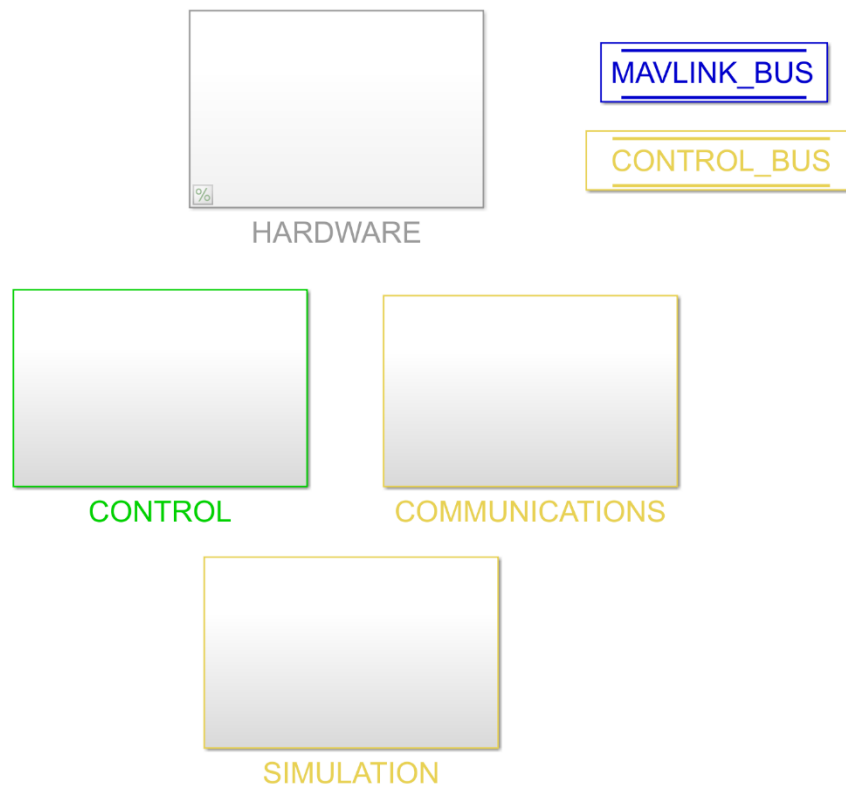 MAVLINK_BUS
CONTROL_BUS
%
HARDWARE
CONTROL
COMMUNICATIONS
SIMULATION